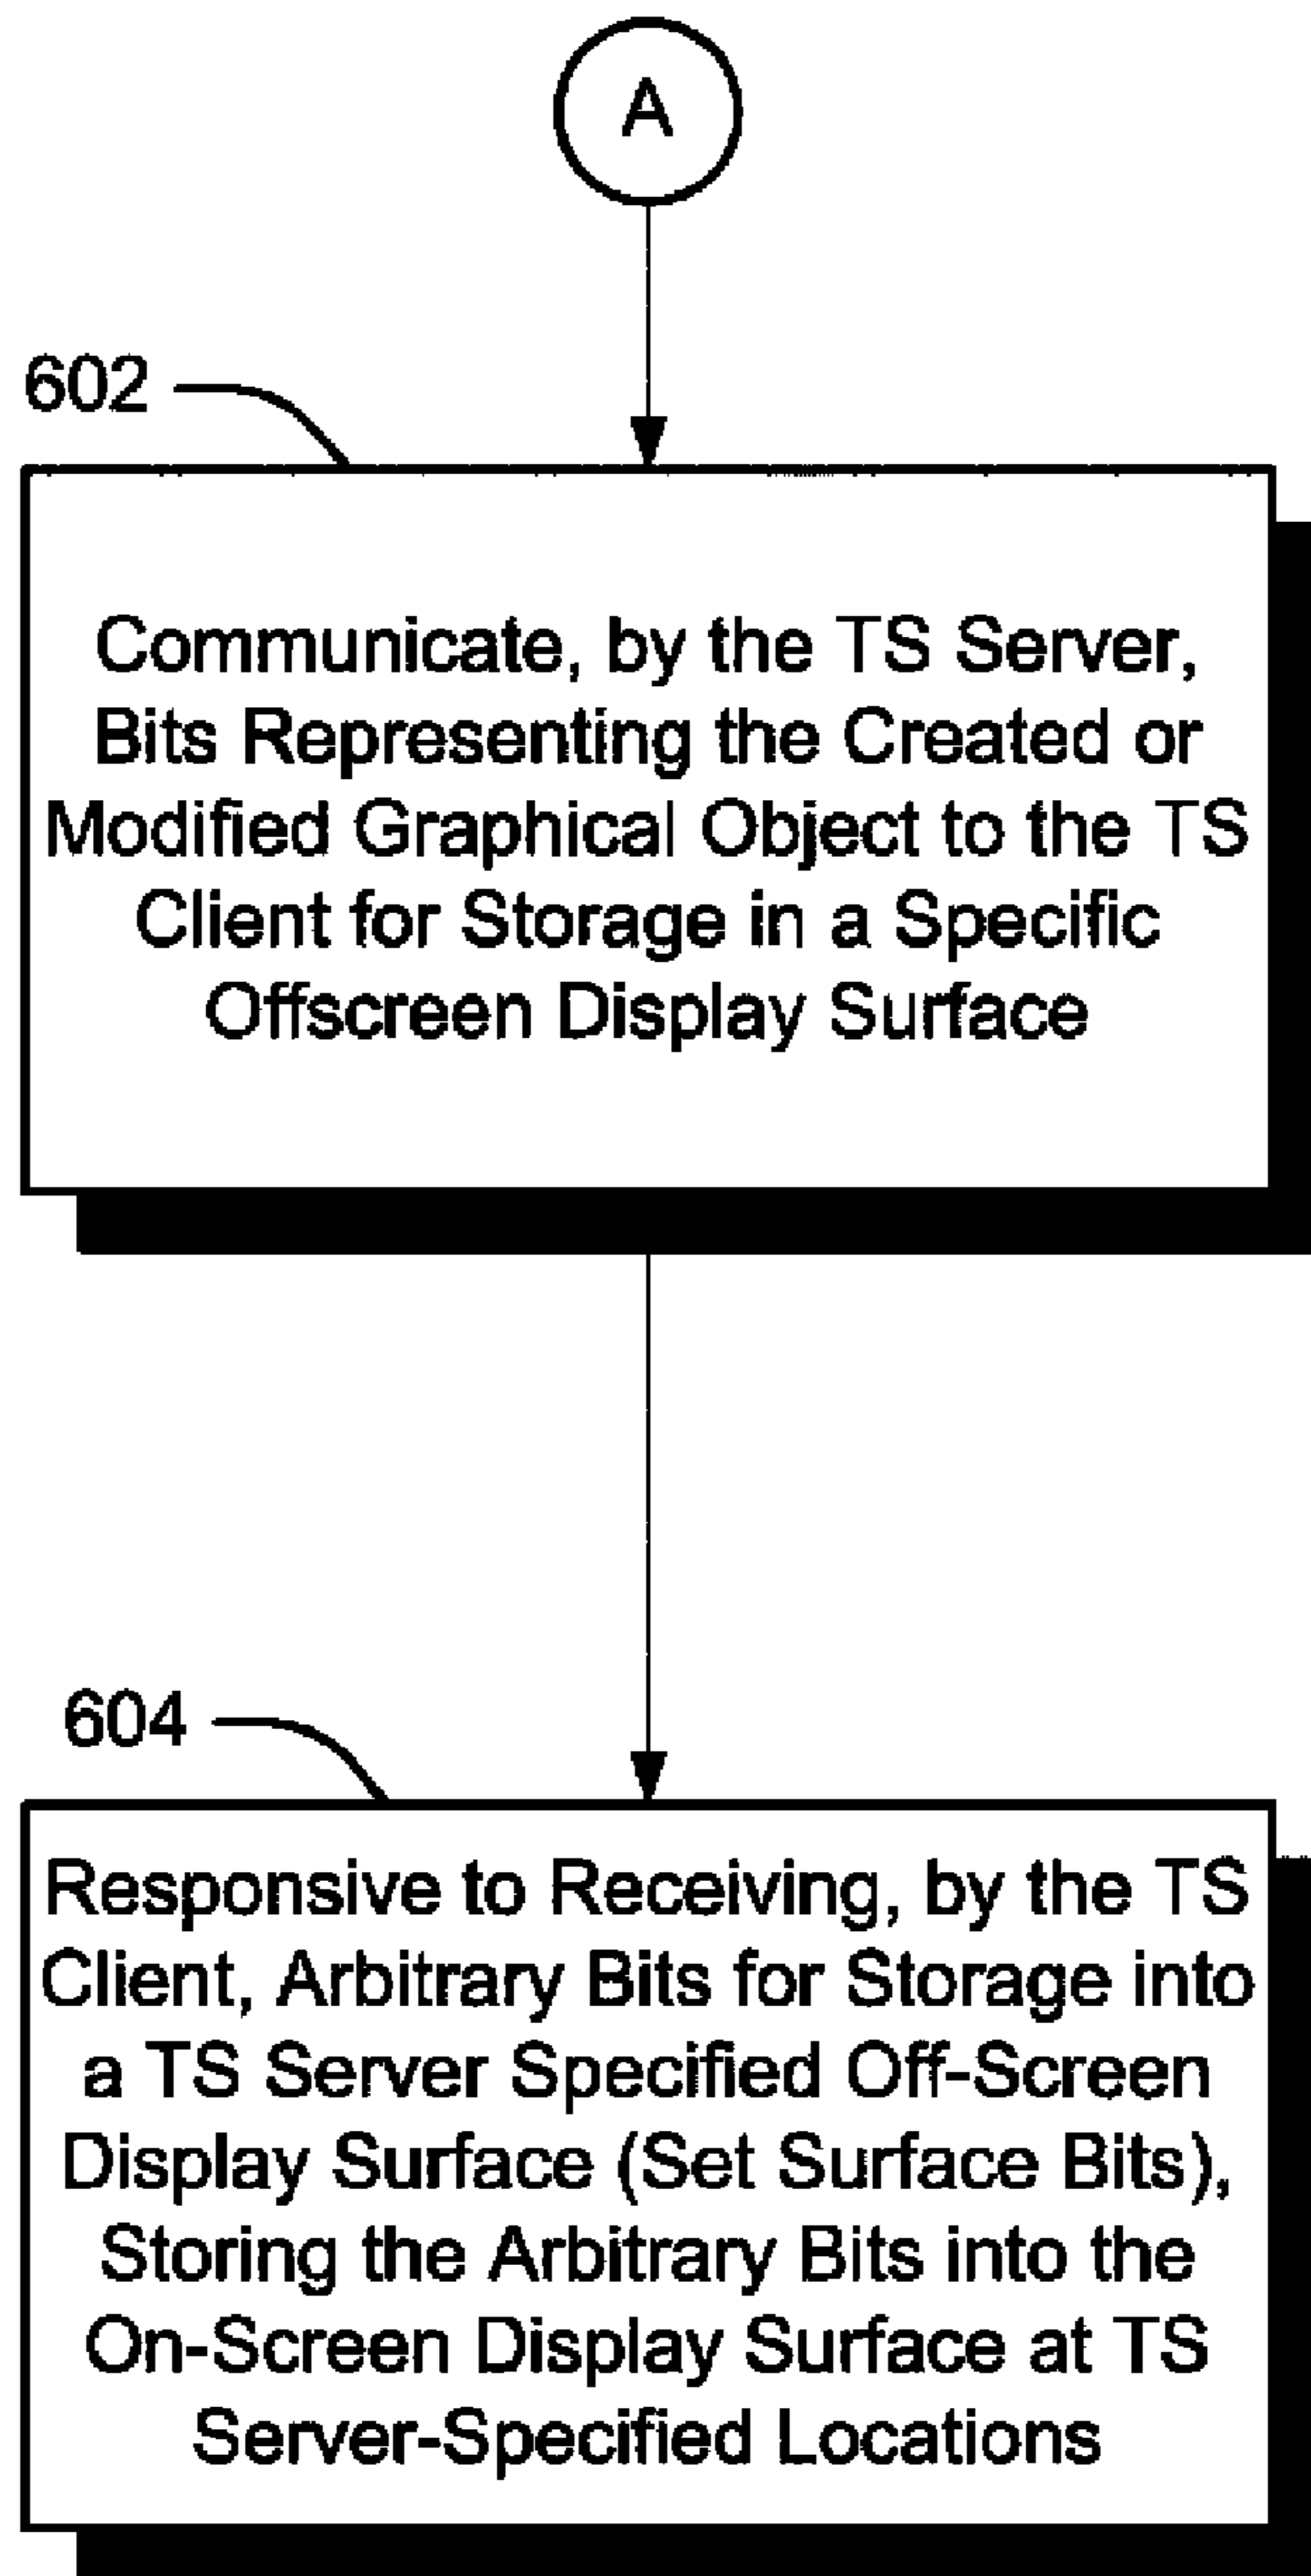 A
602
Communicate, by the TS Server,
Bits Representing the Created or
Modified Graphical Object to the TS
Client for Storage in a Specific
Offscreen Display Surface
604
Responsive to Receiving, by the TS
Client, Arbitrary Bits for Storage into
a TS Server Specified Off-Screen
Display Surface (Set Surface Bits),
Storing the Arbitrary Bits into the
On-Screen Display Surface at TS
Server-Specified Locations